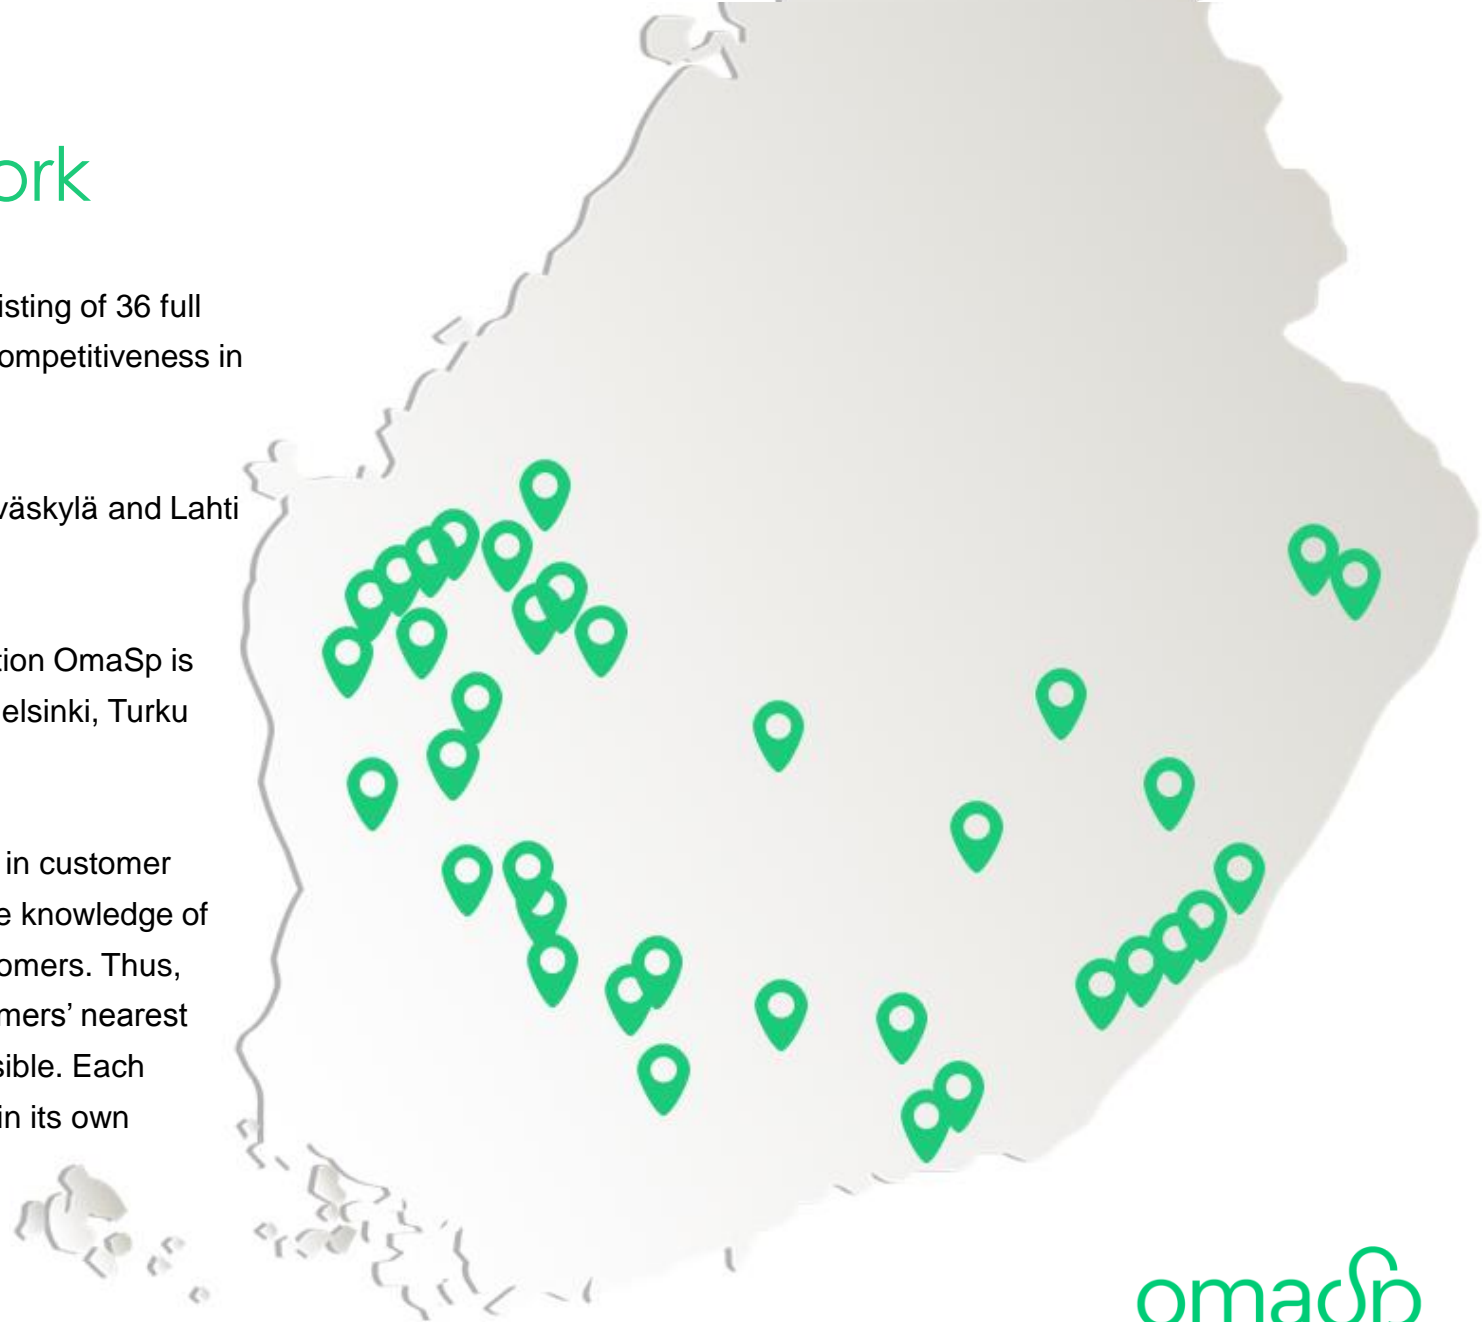 ork
isting of 36 full
ompetitiveness in
väskylä and Lahti
tion OmaSp is
elsinki, Turku
in customer
e knowledge of
omers. Thus,
mers’ nearest
sible. Each
in its own
omaSp